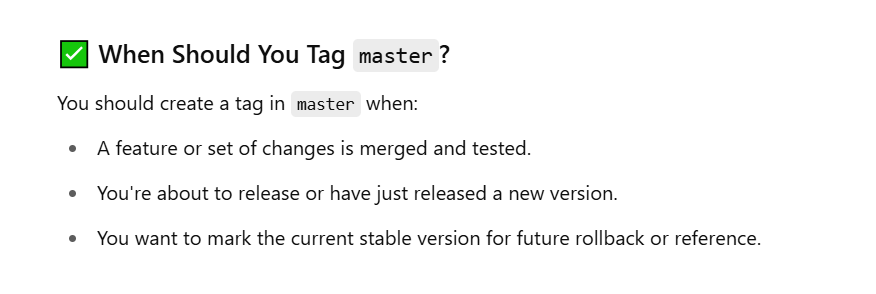 ✅ When Should You Tag master?
You should create a tag in master when:
• A feature or set of changes is merged and tested.
• You're about to release or have just released a new version.
• You want to mark the current stable version for future rollback or reference.